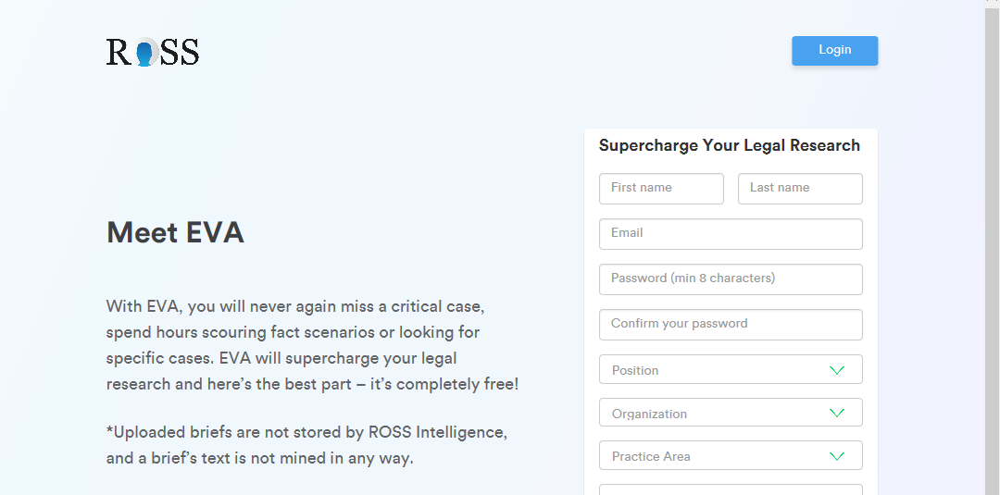 ROSS
Login
Meet EVA
With EVA, you will never again miss a critical case,
spend hours scouring fact scenarios or looking for
specific cases. EVA will supercharge your legal
research and here’s the best part – it’s completely free!
*Uploaded briefs are not stored by ROSS Intelligence,
and a brief’s text is not mined in any way.
Supercharge Your Legal Research
First name
Last name
Email
Password (min 8 characters)
Confirm your password
Position
Organization
Practice Area